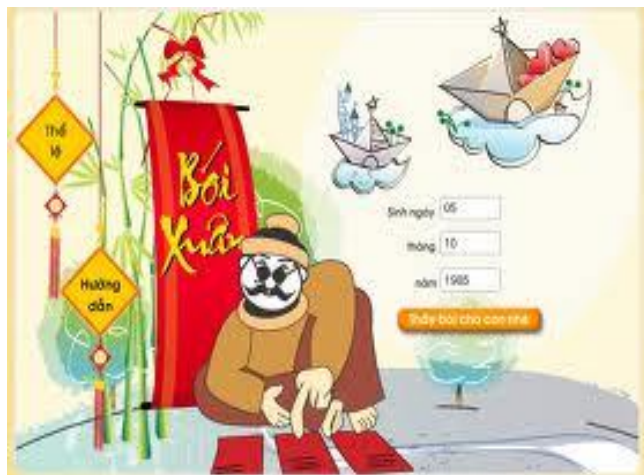 Thể
lệ
Hướng
dẫn
Bói
Xuân
Sinh ngày 05
tháng 10
năm 1985
Thầy bói cho con nhé